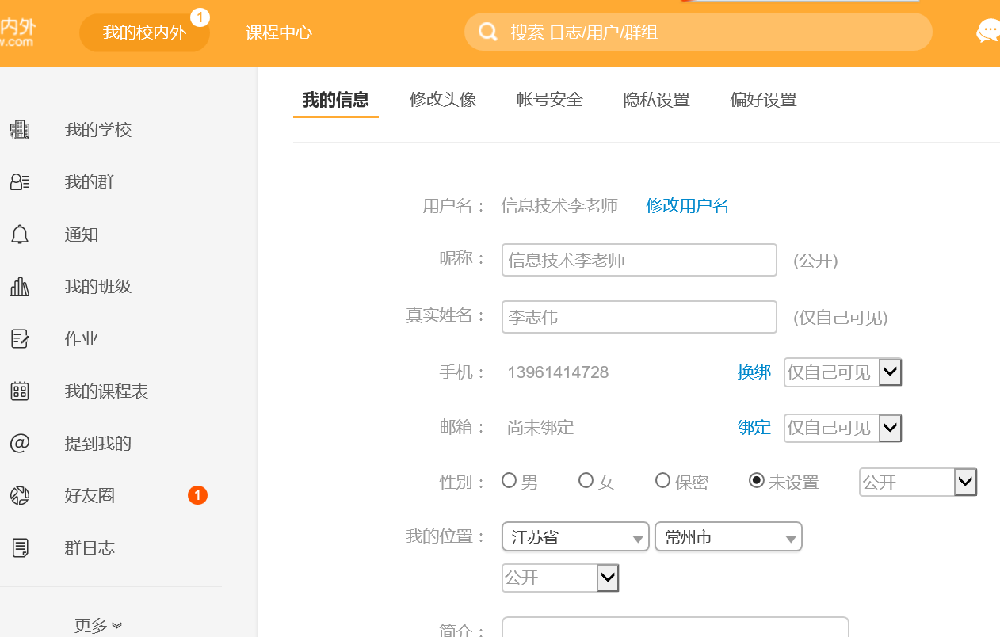 内外
w.com
我的校内外
1
课程中心
搜索 日志/用户/群组
我的学校
我的群
通知
我的班级
作业
我的课程表
@
提到我的
好友圈
1
群日志
更多
我的信息
修改头像
帐号安全
隐私设置
偏好设置
用户名： 信息技术李老师 修改用户名
昵称： 信息技术李老师 (公开)
真实姓名： 李志伟 (仅自己可见)
手机： 13961414728 换绑 仅自己可见
邮箱： 尚未绑定 绑定 仅自己可见
性别： 男 女 保密 未设置 公开
我的位置： 江苏省 常州市
公开
简介：